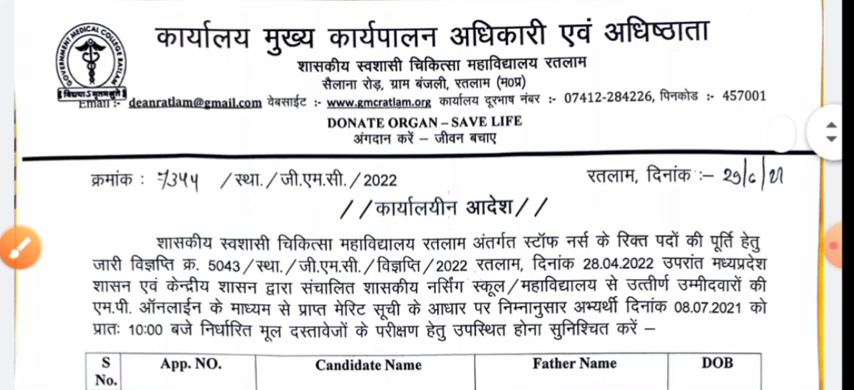 GOVERNMENT MEDICAL COLLEGE RATLAM
कार्यालय मुख्य कार्यपालन अधिकारी एवं अधिष्ठाता
शासकीय स्वशासी चिकित्सा महाविद्यालय रतलाम
सैलाना रोड़, ग्राम बंजली, रतलाम (म0प्र)
Email :- deanratlam@gmail.com वेबसाईट :- www.gmcratlam.org कार्यालय दूरभाष नंबर :- 07412-284226, पिनकोड :- 457001
DONATE ORGAN – SAVE LIFE
अंगदान करें – जीवन बचाए
क्रमांक : 7344 /स्था./जी.एम.सी./2022 रतलाम, दिनांक :–
//कार्यालयीन आदेश//
शासकीय स्वशासी चिकित्सा महाविद्यालय रतलाम अंतर्गत स्टॉफ नर्स के रिक्त पदों की पूर्ति हेतु
जारी विज्ञप्ति क्र. 5043/स्था./जी.एम.सी./विज्ञप्ति/2022 रतलाम, दिनांक 28.04.2022 उपरांत मध्यप्रदेश
शासन एवं केन्द्रीय शासन द्वारा संचालित शासकीय नर्सिंग स्कूल/महाविद्यालय से उत्तीर्ण उम्मीदवारों की
एम.पी. ऑनलाईन के माध्यम से प्राप्त मेरिट सूची के आधार पर निम्नानुसार अभ्यर्थी दिनांक 08.07.2021 को
प्रातः 10:00 बजे निर्धारित मूल दस्तावेजों के परीक्षण हेतु उपस्थित होना सुनिश्चित करें –
S No. App. NO. Candidate Name Father Name DOB